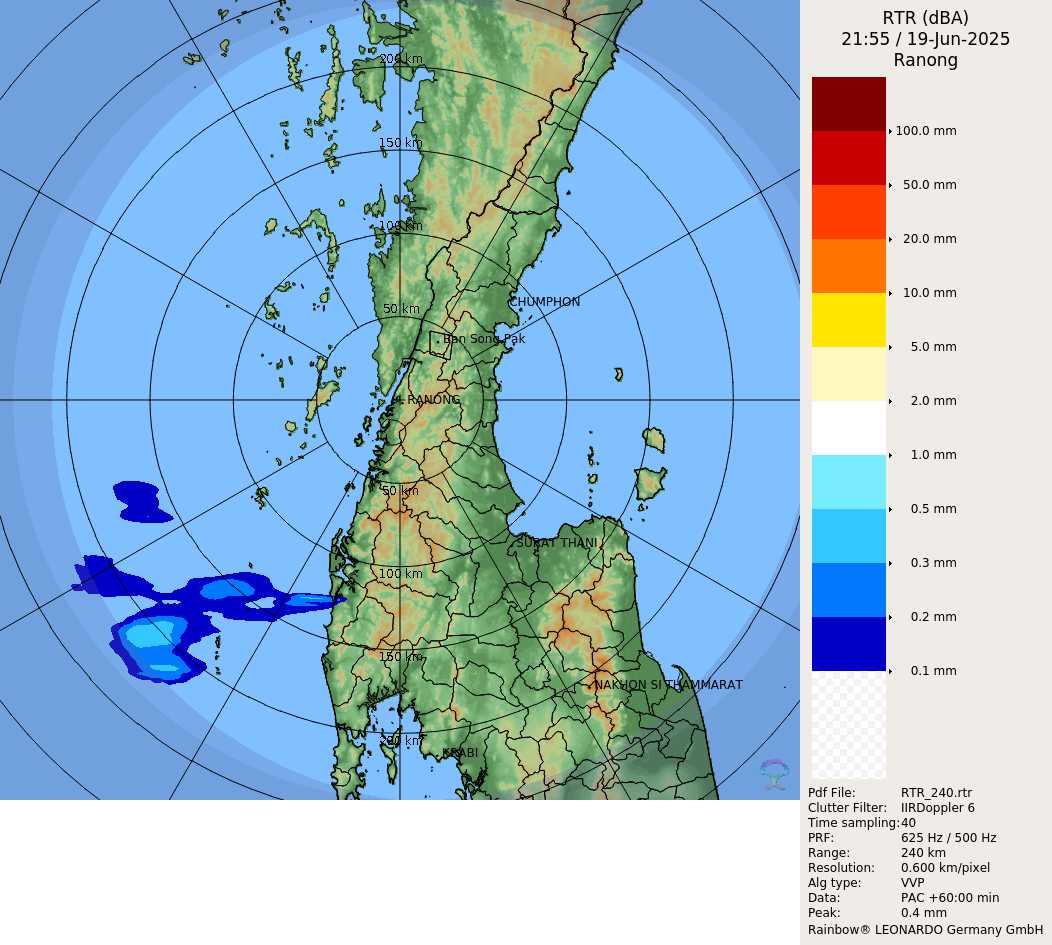 RTR (dBA)
21:55 / 19-Jun-2025
Ranong
200 km
150 km
100 km
50 km
CHUMPHON
Ban Song Pak
RANONG
50 km
SURAT THANI
100 km
150 km
NAKHON SI THAMMARAT
200 km
KRABI
100.0 mm
50.0 mm
20.0 mm
10.0 mm
5.0 mm
2.0 mm
1.0 mm
0.5 mm
0.3 mm
0.2 mm
0.1 mm
Pdf File: RTR_240.rtr
Clutter Filter: IIRDoppler 6
Time sampling: 40
PRF: 625 Hz / 500 Hz
Range: 240 km
Resolution: 0.600 km/pixel
Alg type: VVP
Data: PAC +60:00 min
Peak: 0.4 mm
Rainbow® LEONARDO Germany GmbH